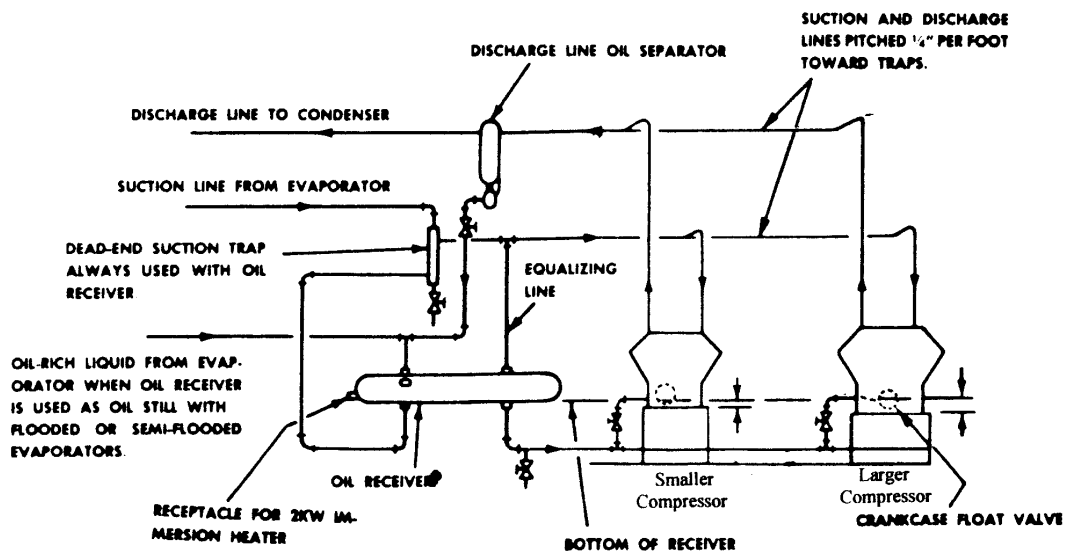 SUCTION AND DISCHARGE
LINES PITCHED ¼" PER FOOT
TOWARD TRAPS.
DISCHARGE LINE OIL SEPARATOR
DISCHARGE LINE TO CONDENSER
SUCTION LINE FROM EVAPORATOR
DEAD-END SUCTION TRAP
ALWAYS USED WITH OIL
RECEIVER
EQUALIZING
LINE
OIL-RICH LIQUID FROM EVAP-
ORATOR WHEN OIL RECEIVER
IS USED AS OIL STILL WITH
FLOODED OR SEMI-FLOODED
EVAPORATORS.
OIL RECEIVER
RECEPTACLE FOR 2KW IM-
MERSION HEATER
Smaller
Compressor
Larger
Compressor
CRANKCASE FLOAT VALVE
BOTTOM OF RECEIVER